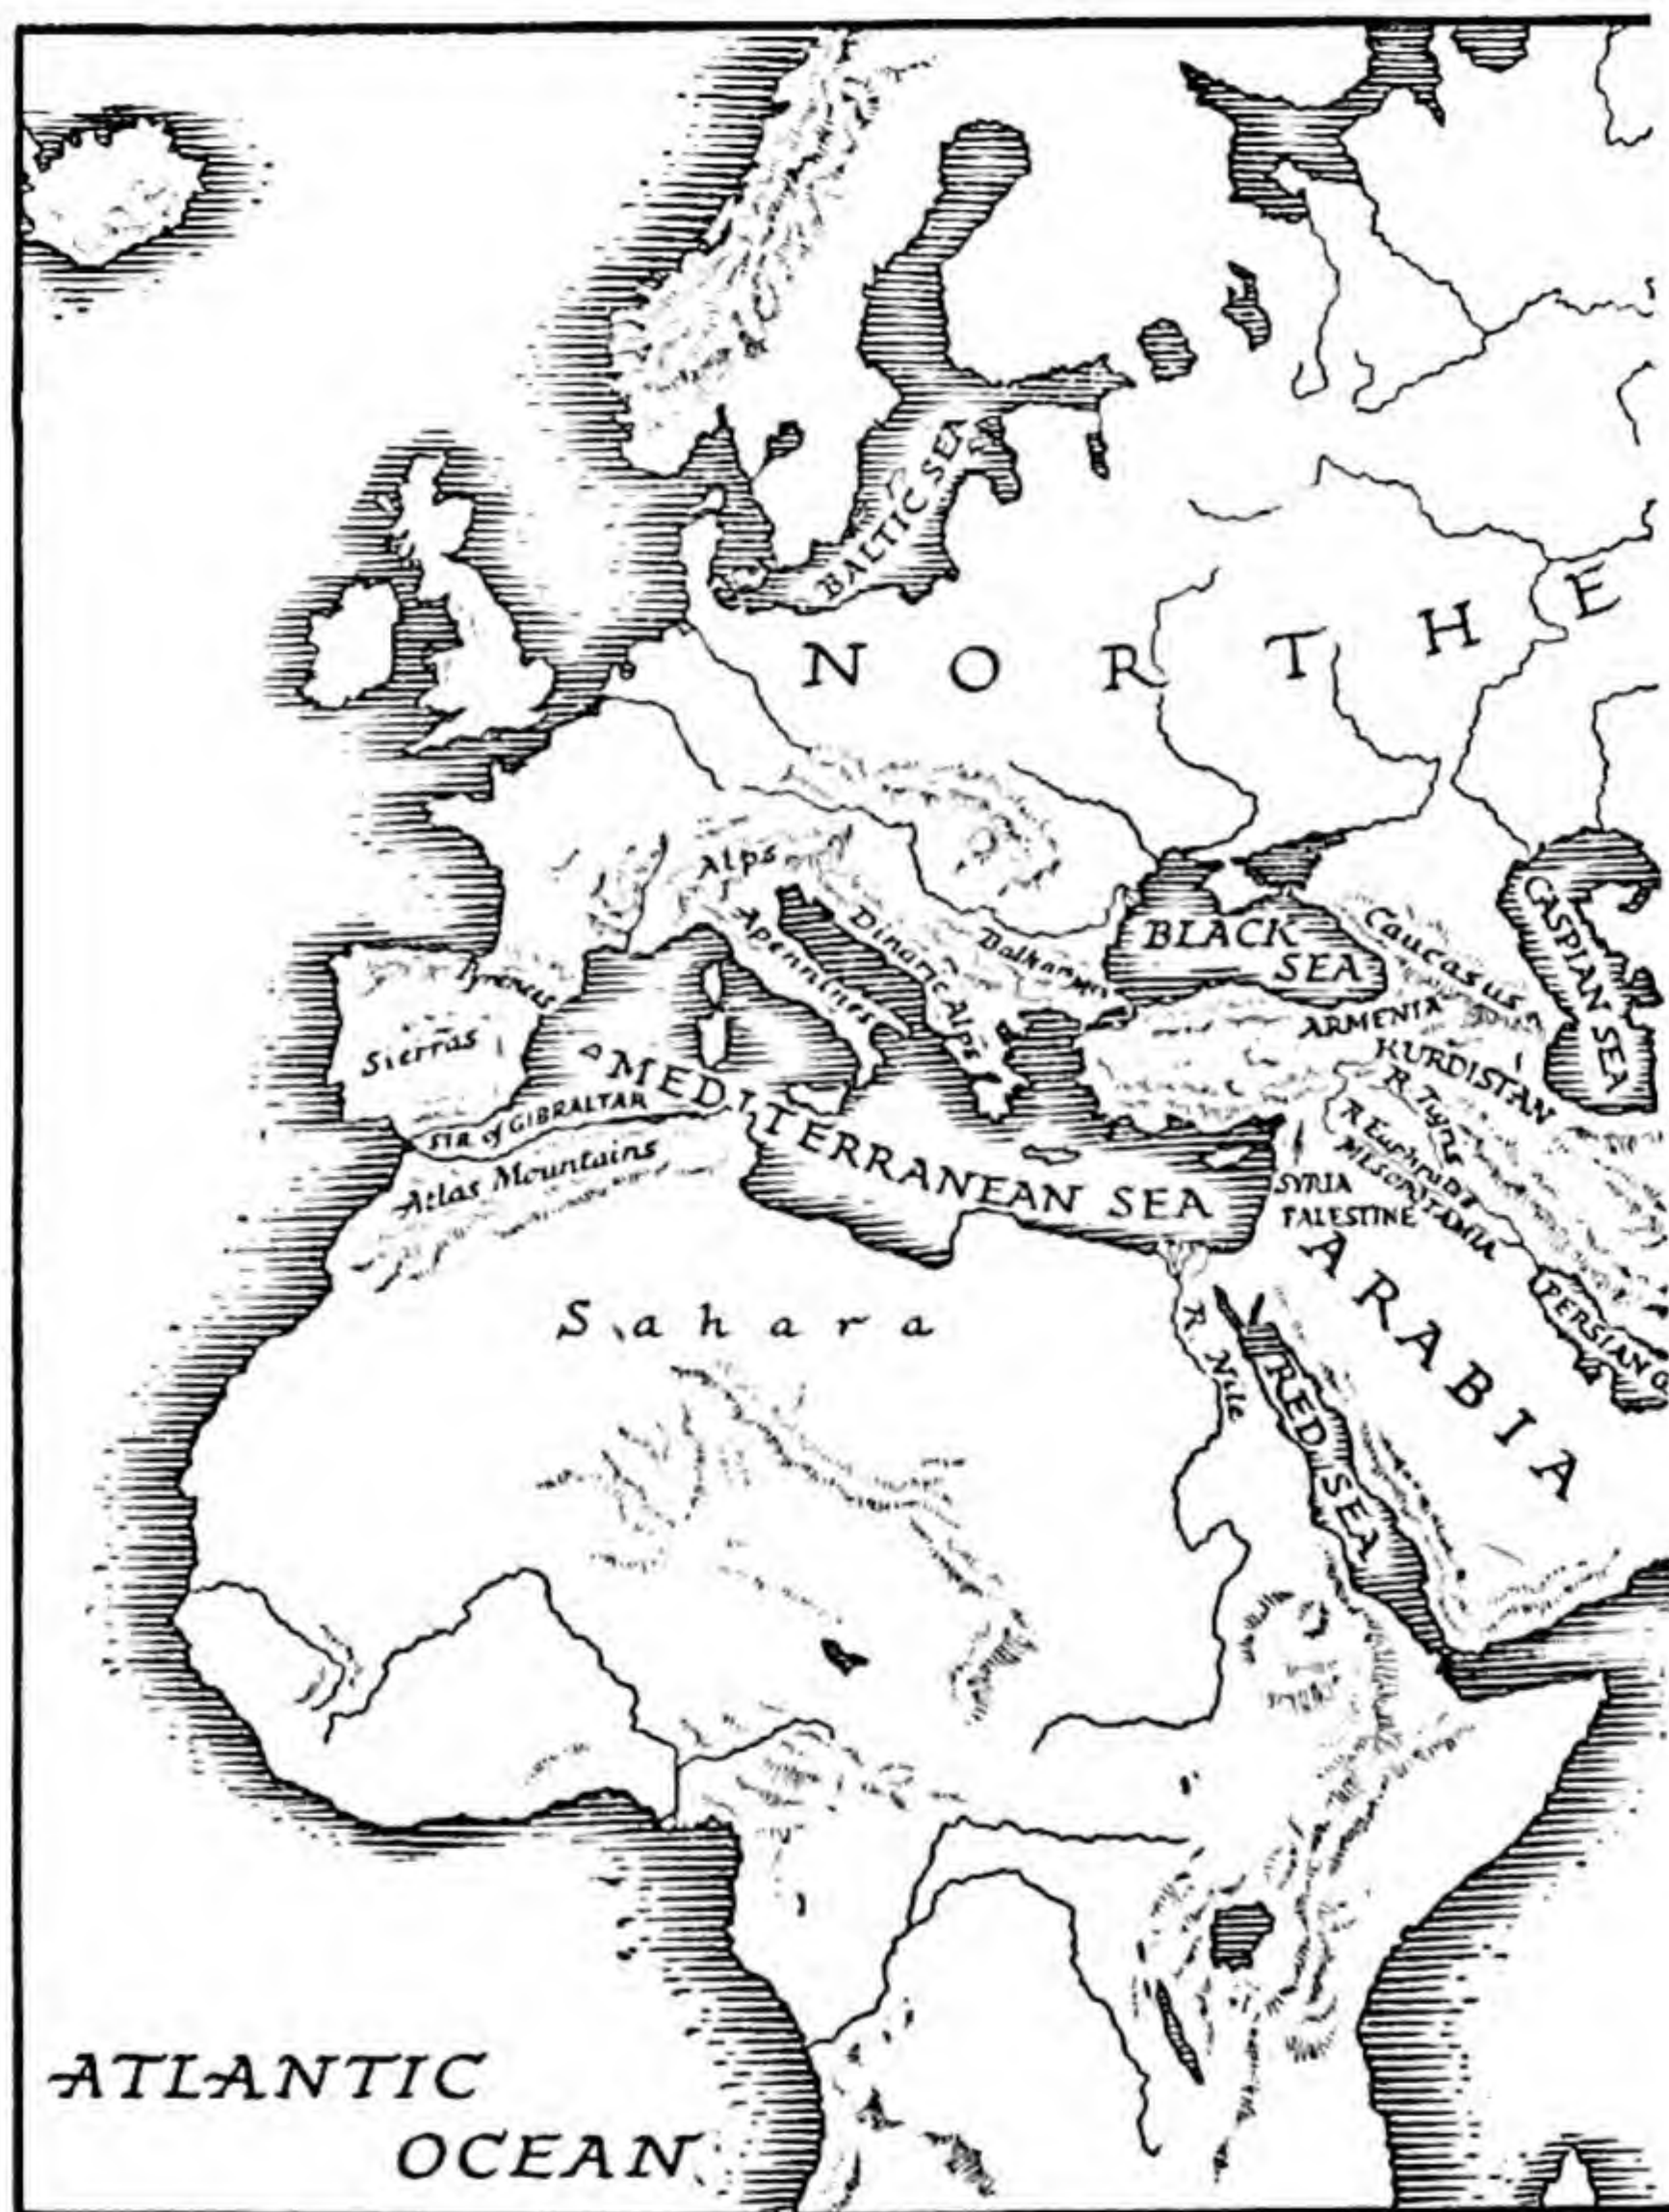 BALTIC SEA
N O R T H E
Alps
Apennines
Dinaric Alps
Balkan
BLACK
SEA
Caucasus
CASPIAN SEA
Pyrenees
Sierras
ARMENIA
KURDISTAN
R. Tigris
R. Euphrates
MESOPOTAMIA
MEDITERRANEAN SEA
STR of GIBRALTAR
Atlas Mountains
SYRIA
PALESTINE
ARABIA
PERSIAN G
Sahara
R. Nile
RED SEA
ATLANTIC
OCEAN